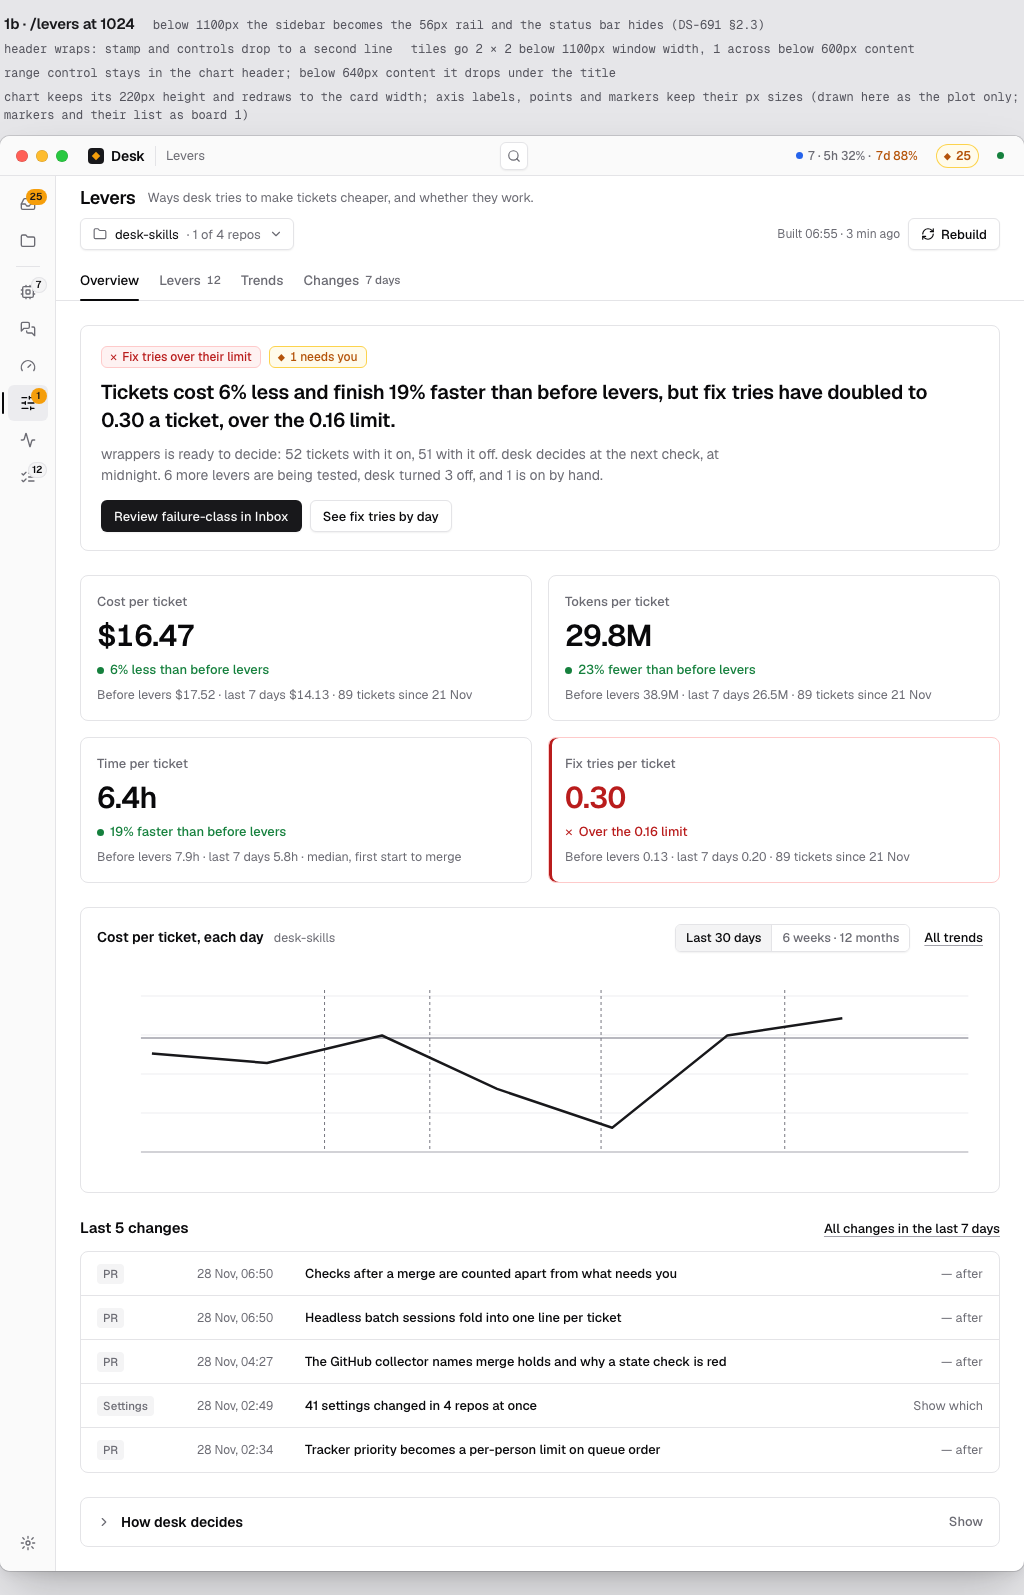 1b · /levers at 1024 below 1100px the sidebar becomes the 56px rail and the status bar hides (DS-691 §2.3)
header wraps: stamp and controls drop to a second line tiles go 2 × 2 below 1100px window width, 1 across below 600px content
range control stays in the chart header; below 640px content it drops under the title
chart keeps its 220px height and redraws to the card width; axis labels, points and markers keep their px sizes (drawn here as the plot only;
markers and their list as board 1)
Desk Levers 7 · 5h 32% · 7d 88% 25
25
Levers Ways desk tries to make tickets cheaper, and whether they work.
desk-skills · 1 of 4 repos Built 06:55 · 3 min ago Rebuild
Overview Levers 12 Trends Changes 7 days
7
1
12
× Fix tries over their limit 1 needs you
Tickets cost 6% less and finish 19% faster than before levers, but fix tries have doubled to
0.30 a ticket, over the 0.16 limit.
wrappers is ready to decide: 52 tickets with it on, 51 with it off. desk decides at the next check, at
midnight. 6 more levers are being tested, desk turned 3 off, and 1 is on by hand.
Review failure-class in Inbox See fix tries by day
Cost per ticket
$16.47
6% less than before levers
Before levers $17.52 · last 7 days $14.13 · 89 tickets since 21 Nov
Tokens per ticket
29.8M
23% fewer than before levers
Before levers 38.9M · last 7 days 26.5M · 89 tickets since 21 Nov
Time per ticket
6.4h
19% faster than before levers
Before levers 7.9h · last 7 days 5.8h · median, first start to merge
Fix tries per ticket
0.30
× Over the 0.16 limit
Before levers 0.13 · last 7 days 0.20 · 89 tickets since 21 Nov
Cost per ticket, each day desk-skills Last 30 days 6 weeks · 12 months All trends
Last 5 changes All changes in the last 7 days
PR 28 Nov, 06:50 Checks after a merge are counted apart from what needs you — after
PR 28 Nov, 06:50 Headless batch sessions fold into one line per ticket — after
PR 28 Nov, 04:27 The GitHub collector names merge holds and why a state check is red — after
Settings 28 Nov, 02:49 41 settings changed in 4 repos at once Show which
PR 28 Nov, 02:34 Tracker priority becomes a per-person limit on queue order — after
How desk decides Show